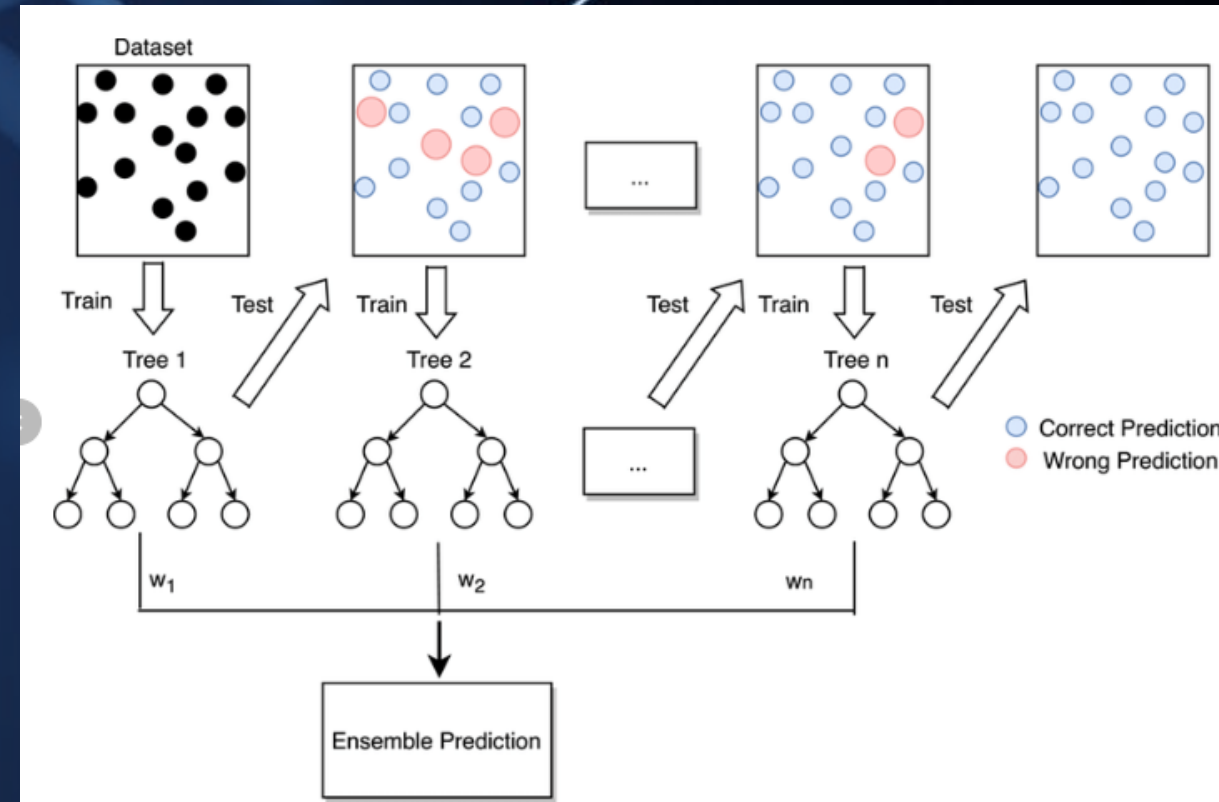 Dataset
...
Train
Test
Train
Test
Train
Test
Tree 1
Tree 2
Tree n
...
Correct Prediction
Wrong Prediction
w1
w2
wn
Ensemble Prediction